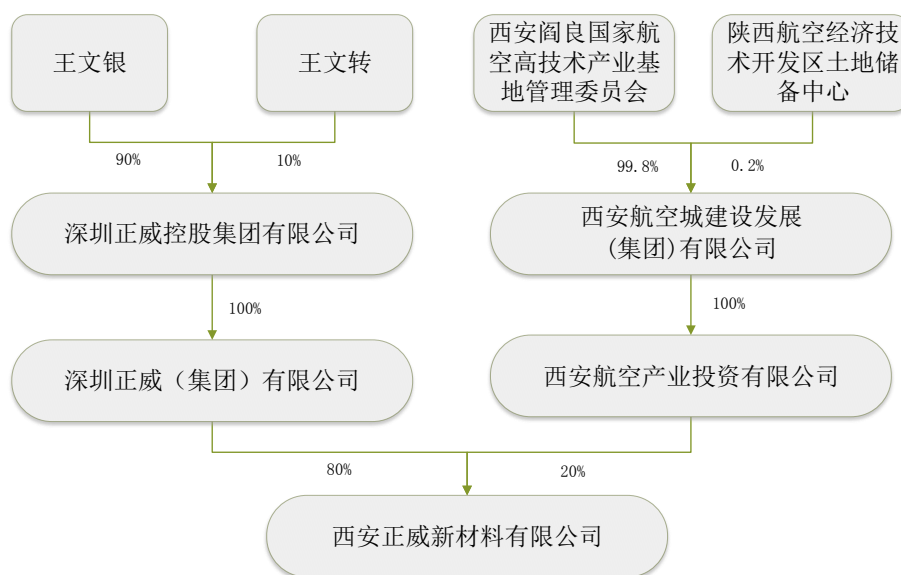 王文银
王文转
西安阎良国家航
空高技术产业基
地管理委员会
陕西航空经济技
术开发区土地储
备中心
90%
10%
99.8%
0.2%
深圳正威控股集团有限公司
西安航空城建设发展
(集团)有限公司
100%
100%
深圳正威（集团）有限公司
西安航空产业投资有限公司
80%
20%
西安正威新材料有限公司